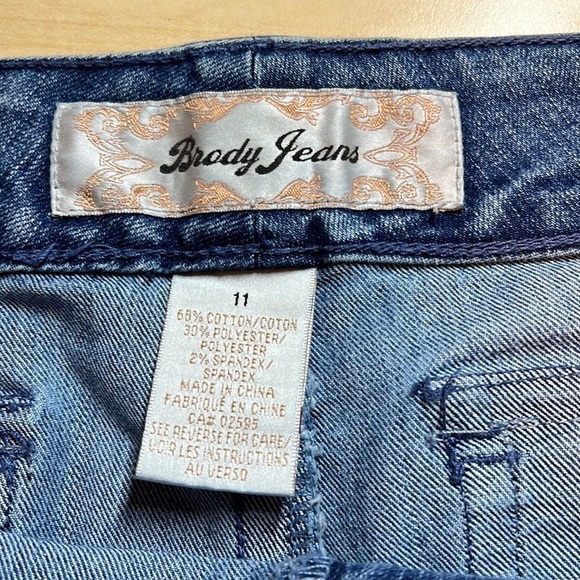 Brody Jeans
11
68% COTTON/COTON
30% POLYESTER/
POLYESTER
2% SPANDEX/
SPANDEX
MADE IN CHINA
FABRIQUÉ EN CHINE
CA# 02595
SEE REVERSE FOR CARE/
VOIR LES INSTRUCTIONS
AU VERSO